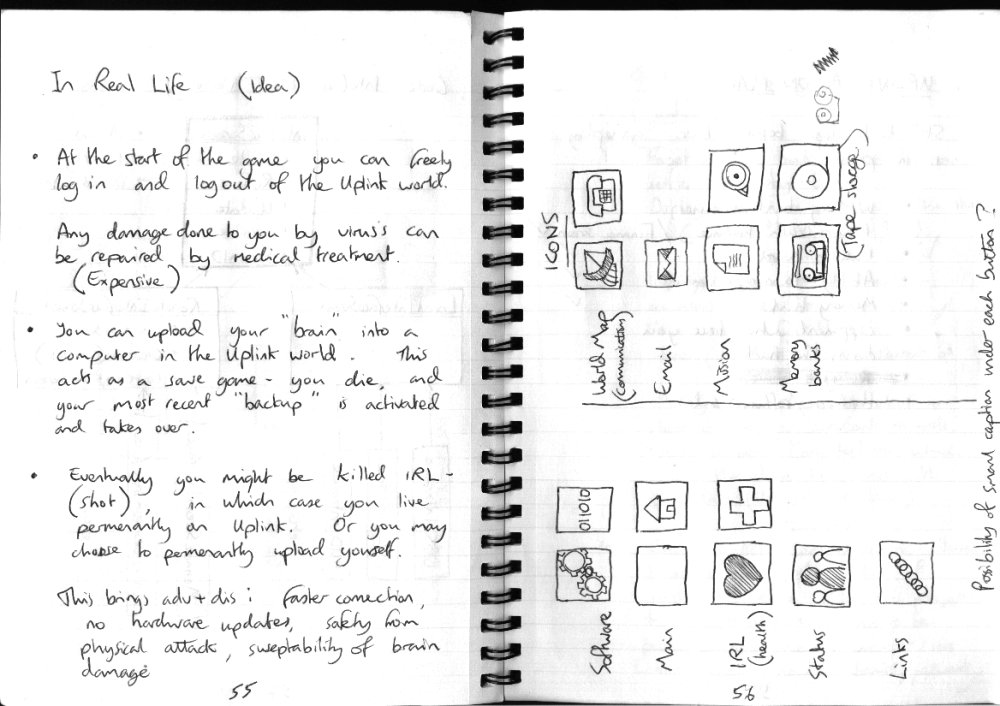 In Real Life (Idea)
• At the start of the game you can freely
log in and log out of the Uplink world.
Any damage done to you by virus's can
be repaired by medical treatment.
(Expensive)
• You can upload your "brain" into a
computer in the Uplink world. This
acts as a save game - you die, and
your most recent "backup" is activated
and takes over.
• Eventually you might be killed IRL -
(shot), in which case you live
permenantly on Uplink. Or you may
choose to permenantly upload yourself.
This brings adv + dis : Faster connection,
no hardware updates, safety from
physical attack, sweptability of brain
damage
55
ICONS
World Map
(communications)
Email
Mission
Memory
banks
(Tape storage)
Software
011010
Main
IRL
(health)
Status
Links
Possibility of small caption under each button?
56